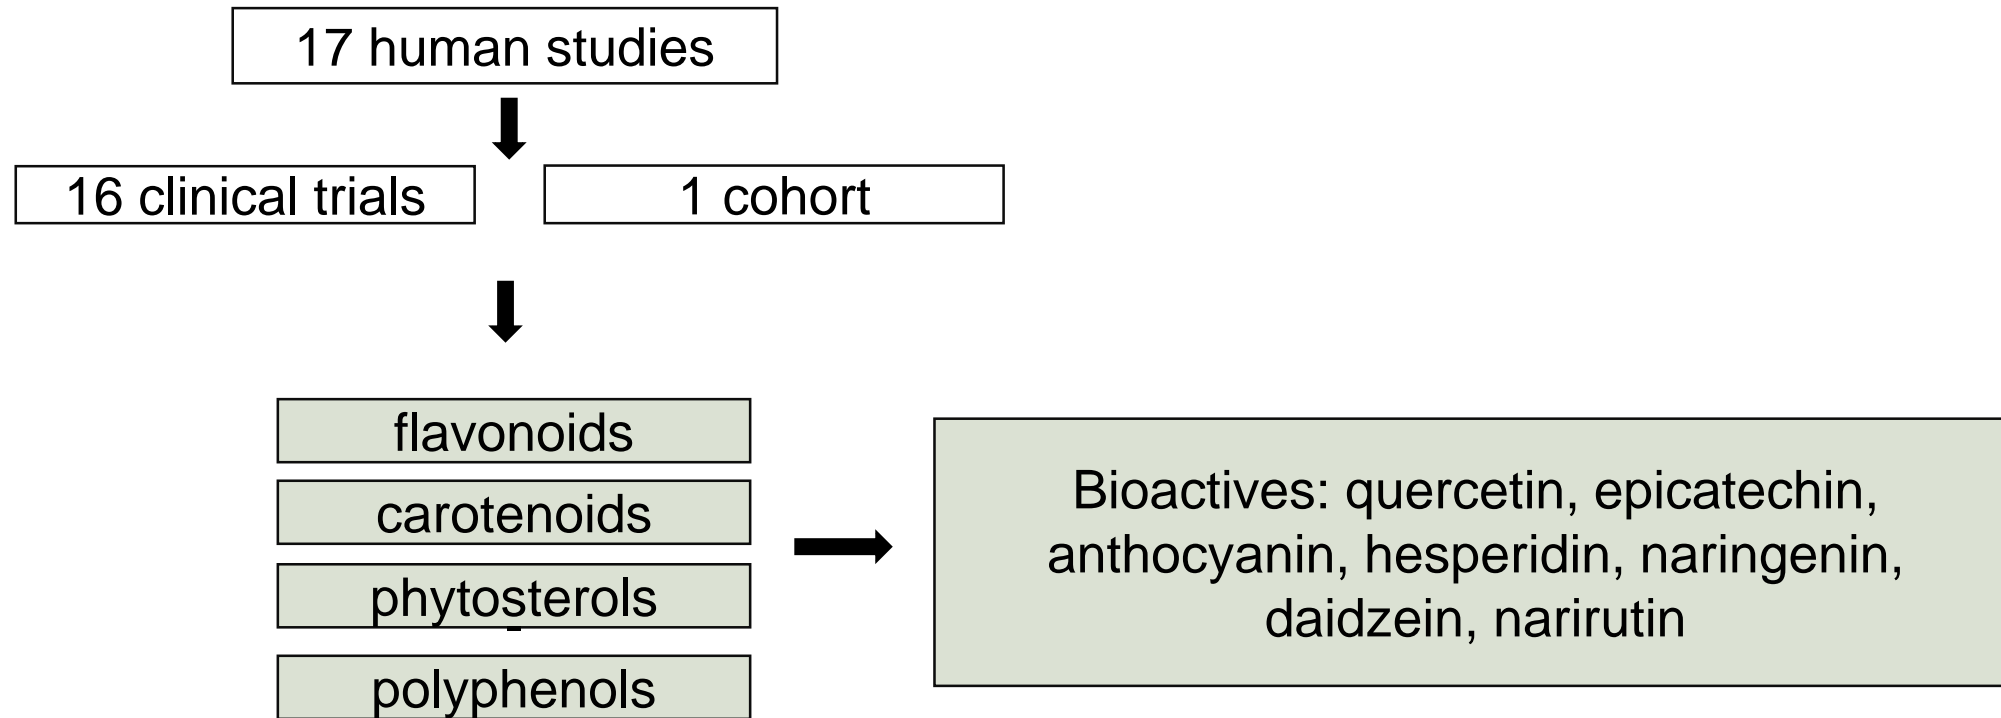 17 human studies
16 clinical trials
1 cohort
flavonoids
carotenoids
phytosterols
polyphenols
Bioactives: quercetin, epicatechin,
anthocyanin, hesperidin, naringenin,
daidzein, narirutin